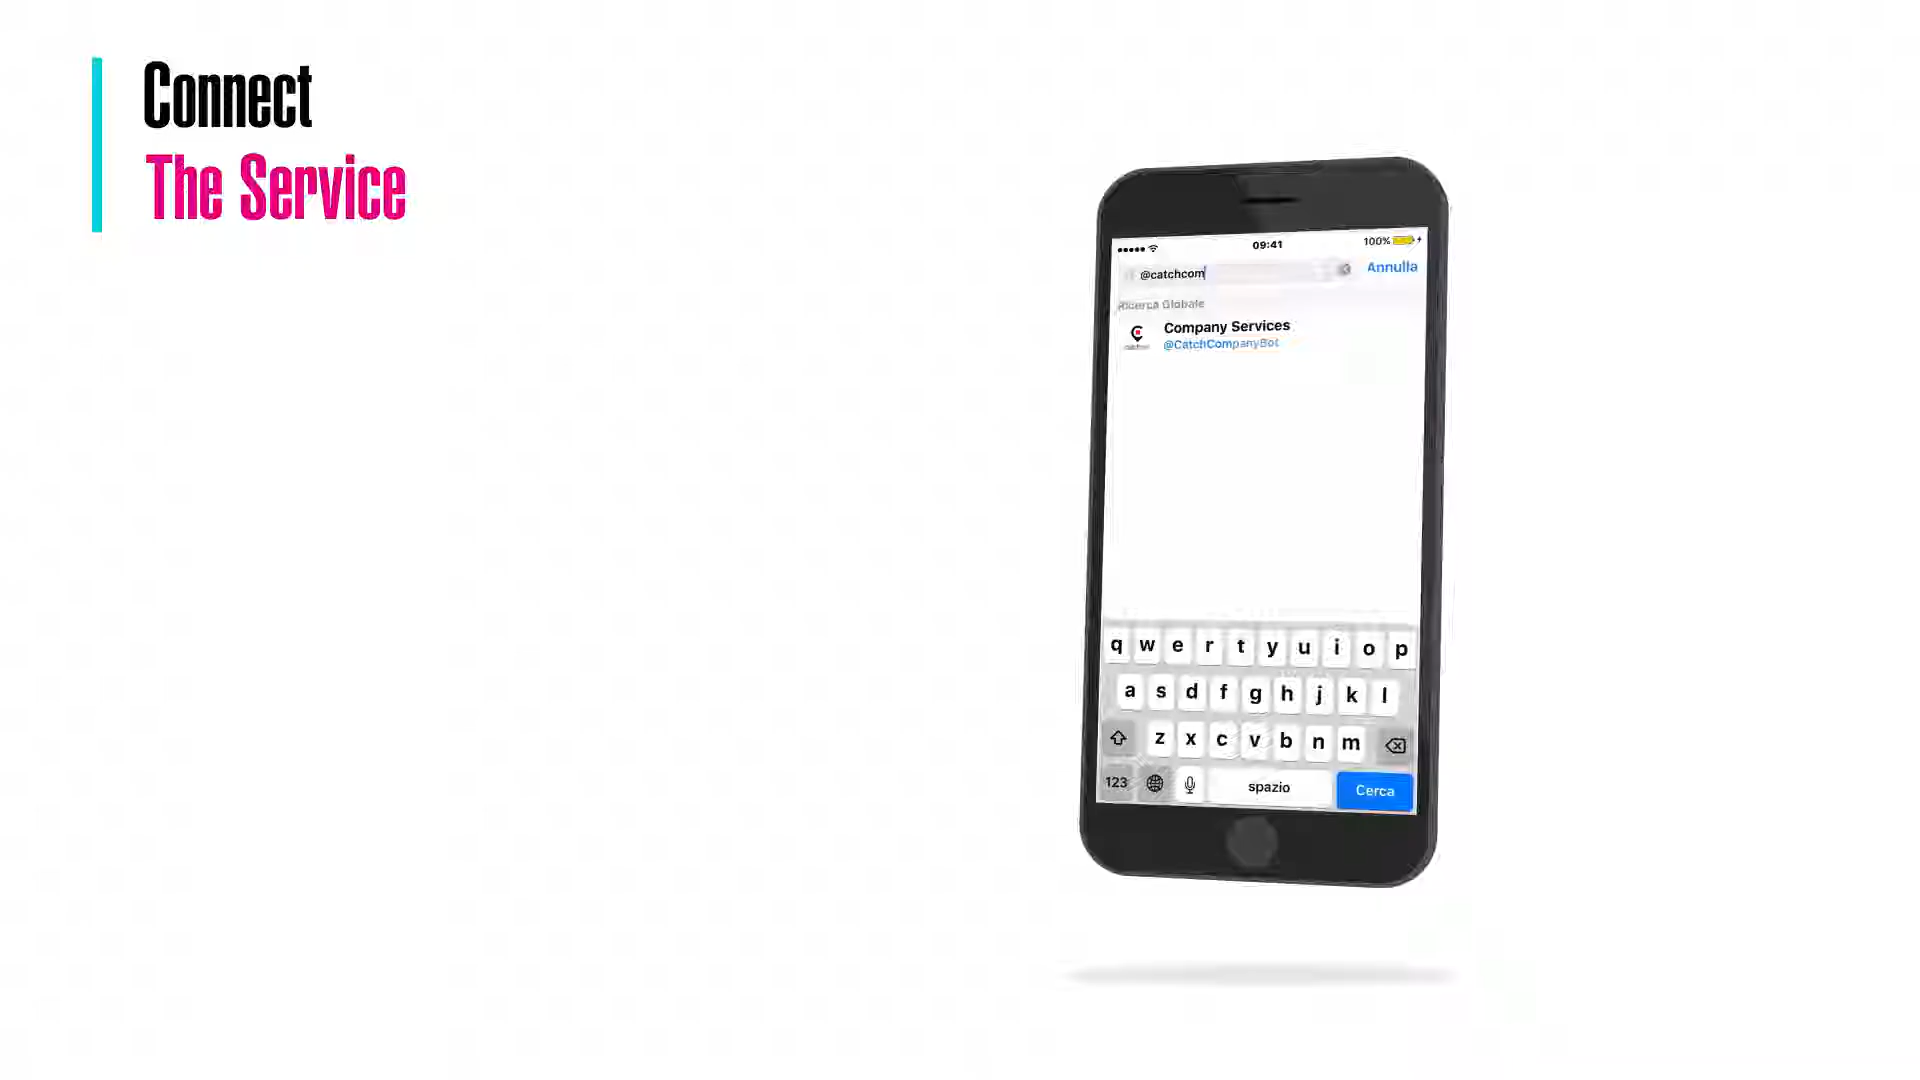 Connect
The Service
09:41
100%
@catchcom
Annulla
Ricerca Globale
Company Services
@CatchCompanyBot
q w e r t y u i o p
a s d f g h j k l
z x c v b n m
123
spazio
Cerca